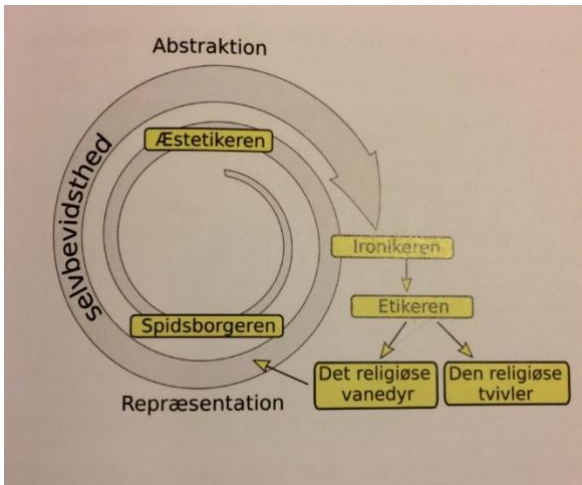 Abstraktion
Æstetikeren
selvbevidsthed
Ironikeren
Etikeren
Spidsborgeren
Det religiøse
vanedyr
Den religiøse
tvivler
Repræsentation